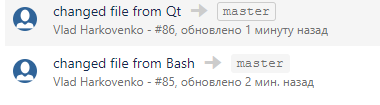 changed file from Qt → master
Vlad Harkovenko - #86, обновлено 1 минуту назад
changed file from Bash → master
Vlad Harkovenko - #85, обновлено 2 мин. назад